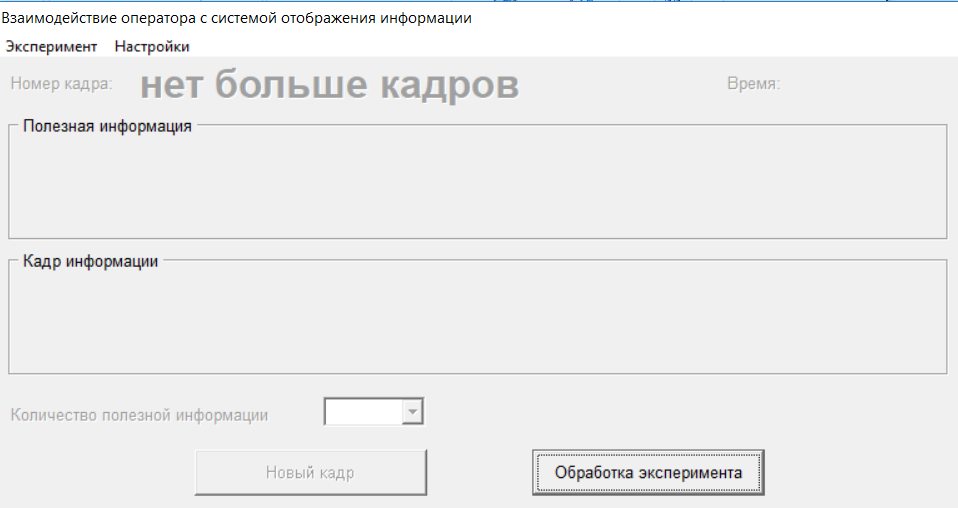 Взаимодействие оператора с системой отображения информации
Эксперимент Настройки
Номер кадра: нет больше кадров Время:
Полезная информация
Кадр информации
Количество полезной информации
Новый кадр Обработка эксперимента